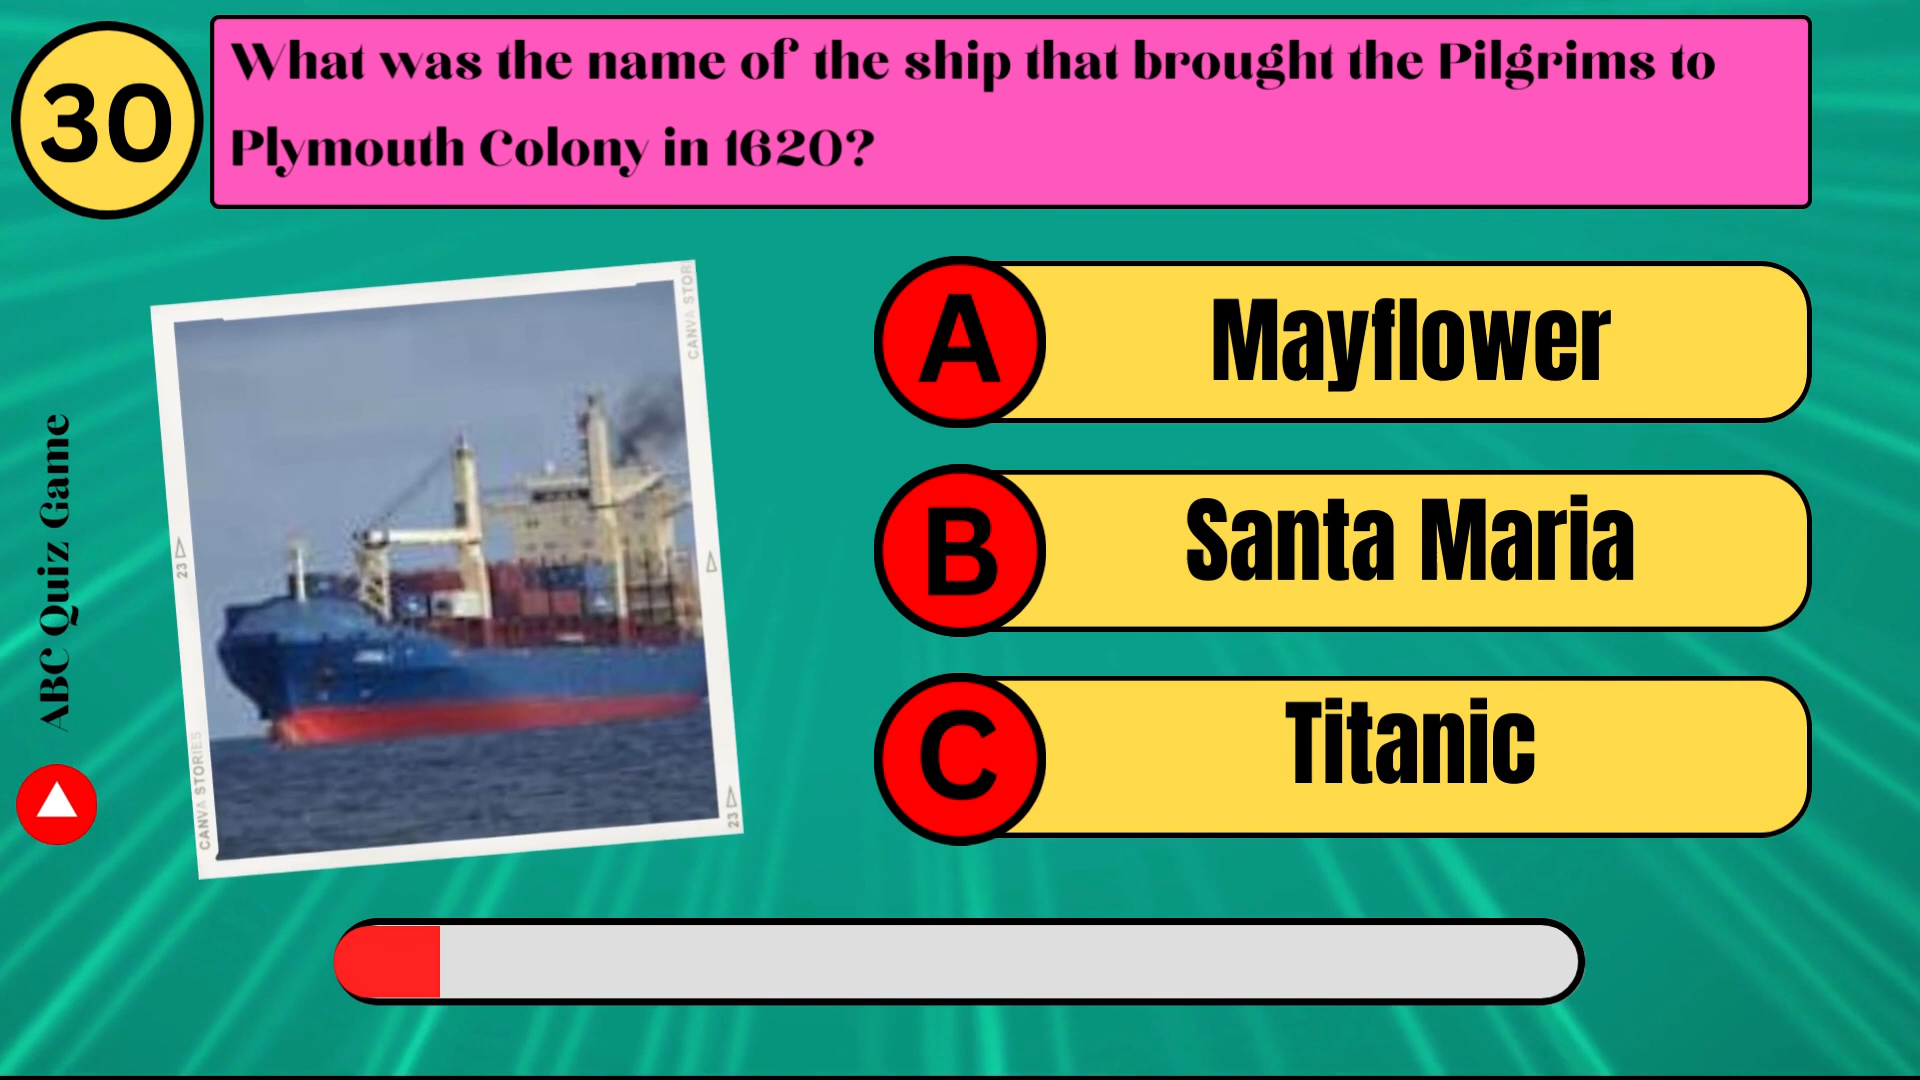 30
What was the name of the ship that brought the Pilgrims to
Plymouth Colony in 1620?
A
Mayflower
B
Santa Maria
C
Titanic
ABC Quiz Game
CANVA STOR
23
CANVA STORIES
23